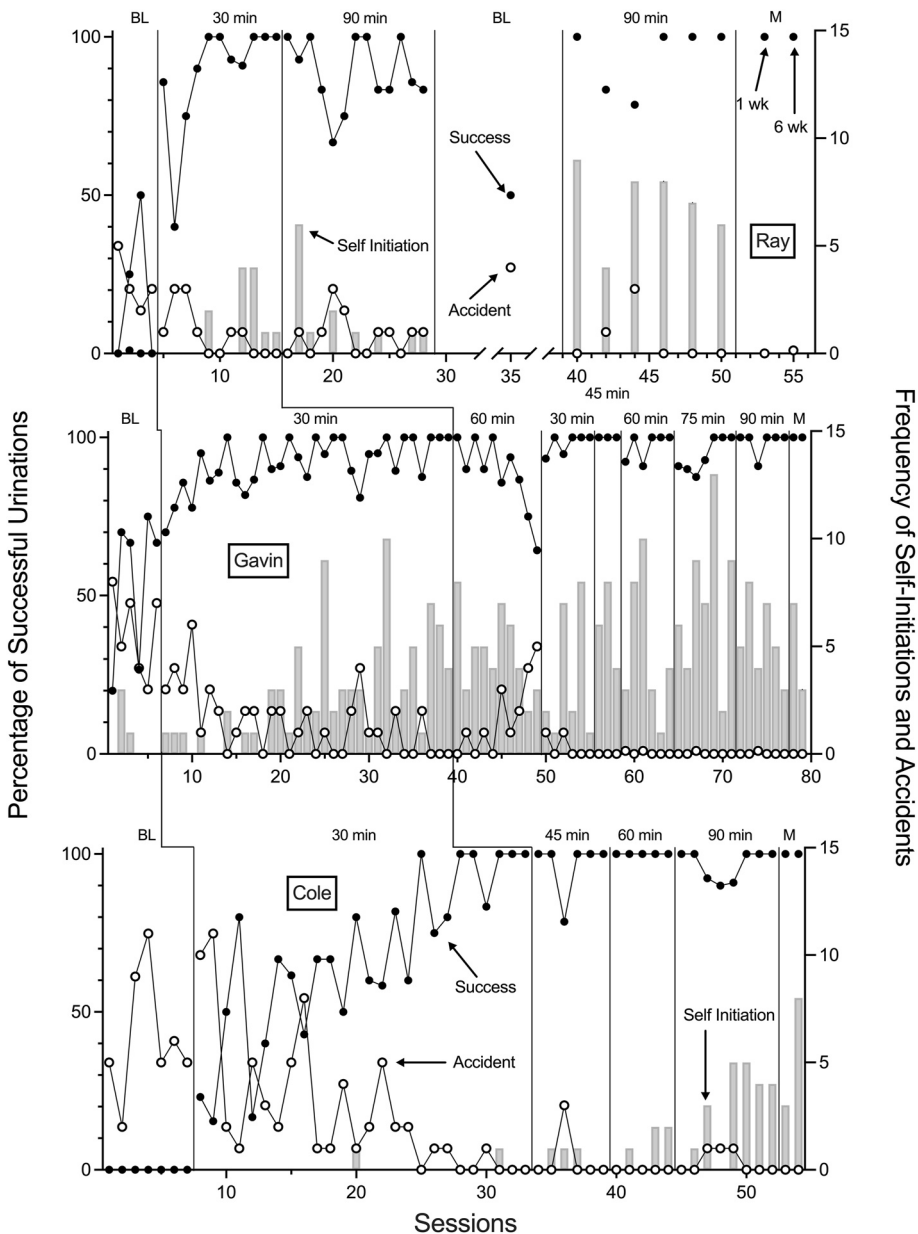 BL 30 min 90 min BL 90 min M
100 15
1 wk
Success 6 wk
10
50
Self Initiation Ray 5
Accident
0 0
10 20 30 35 40 45 50 55
45 min
BL 30 min 60 min 30 min 60 min 75 min 90 min M
100 15
10
Gavin
50
5
0 0
10 20 30 40 50 60 70 80
BL 30 min 45 min 60 min 90 min M
100 15
Cole
10
Success
50 Self Initiation
Accident 5
0 0
10 20 30 40 50
Sessions
Percentage of Successful Urinations
Frequency of Self-Initiations and Accidents